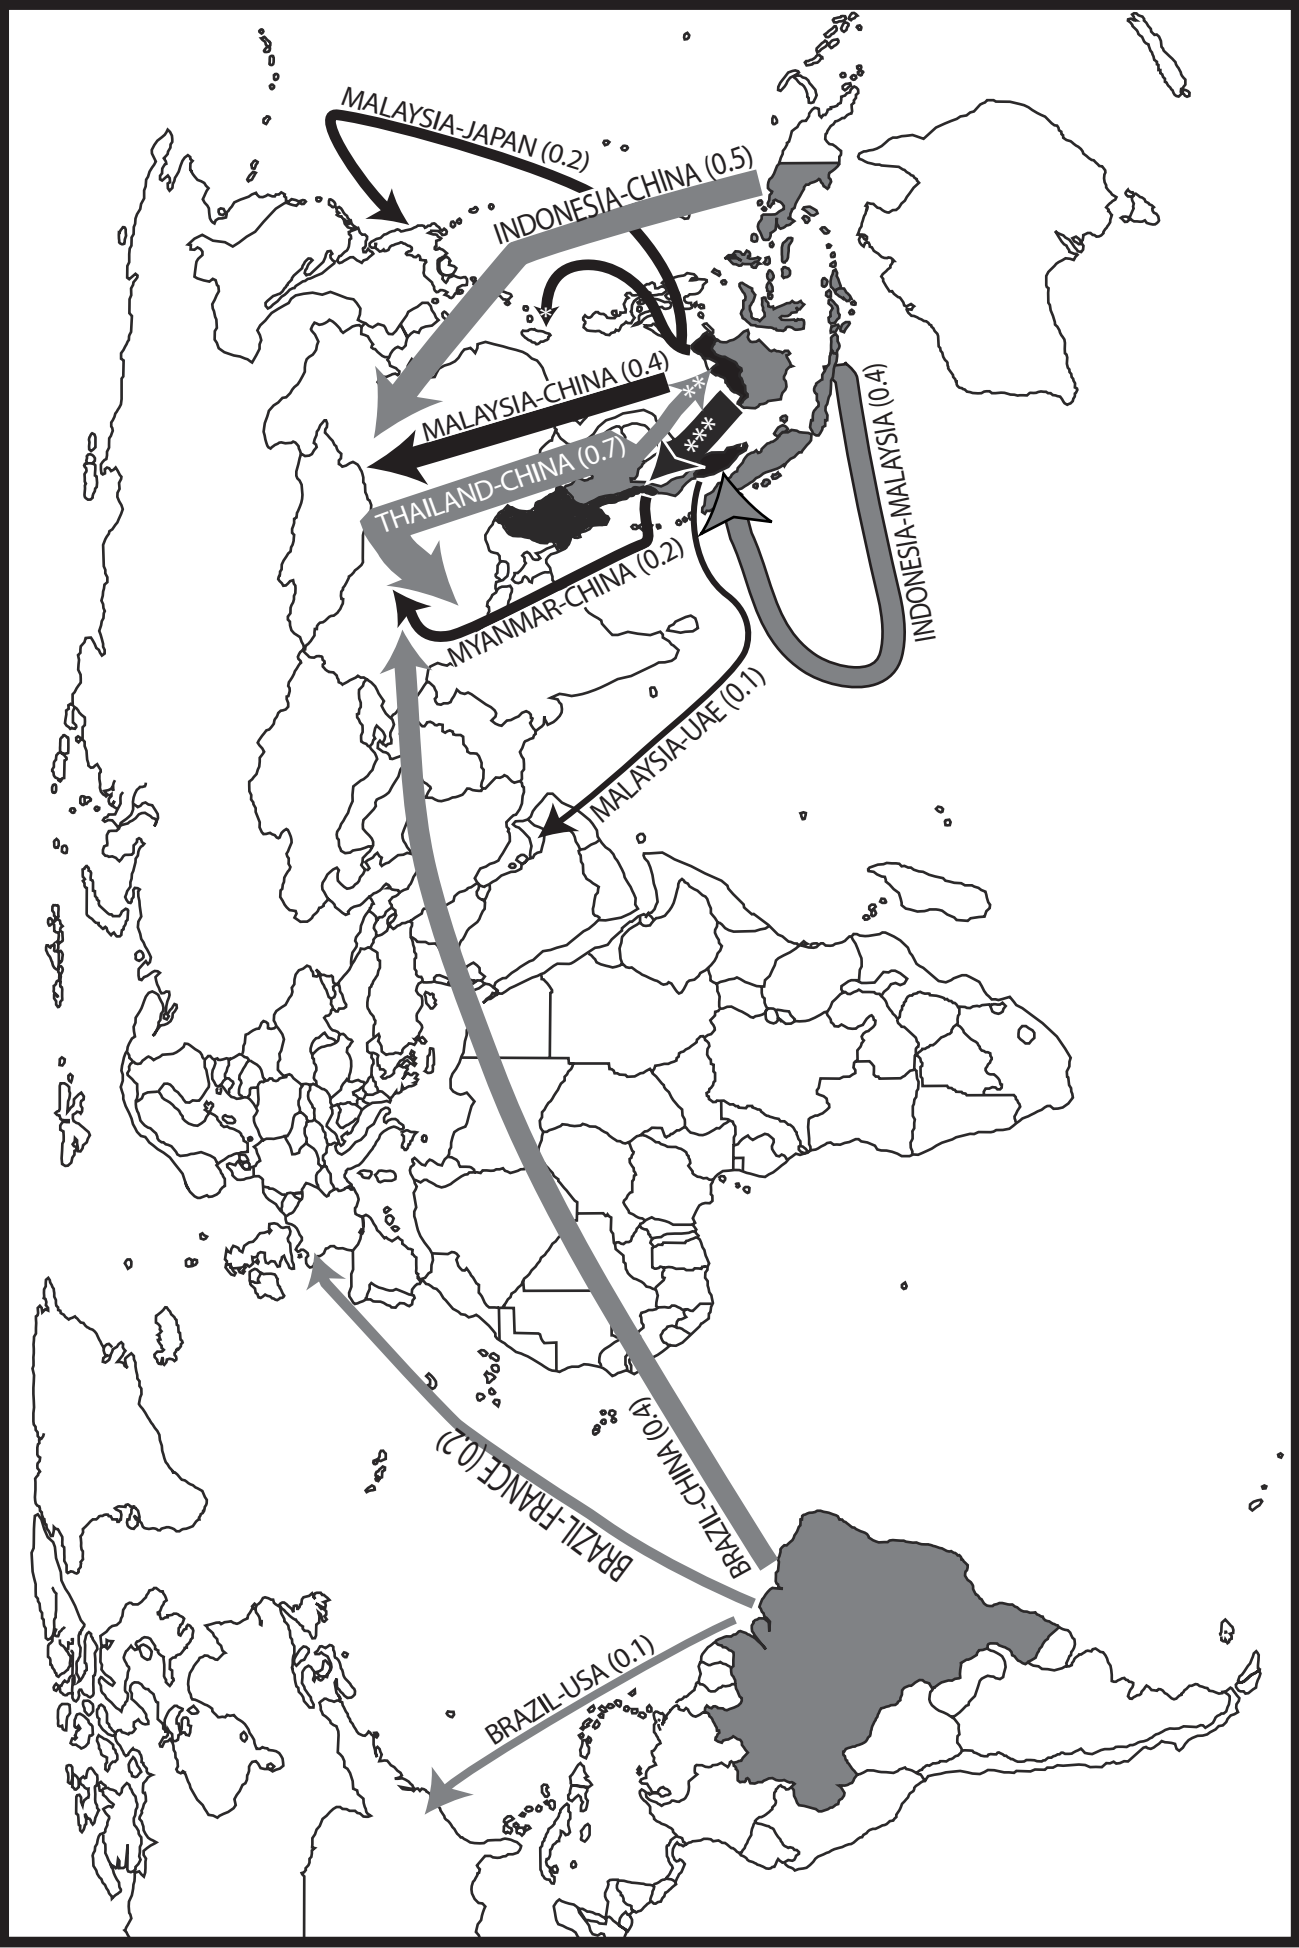 MALAYSIA-JAPAN (0.2)
INDONESIA-CHINA (0.5)
*
MALAYSIA-CHINA (0.4)
**
***
THAILAND-CHINA (0.7)
INDONESIA-MALAYSIA (0.4)
MYANMAR-CHINA (0.2)
MALAYSIA-UAE (0.1)
BRAZIL-CHINA (0.4)
BRAZIL-FRANCE (0.2)
BRAZIL-USA (0.1)